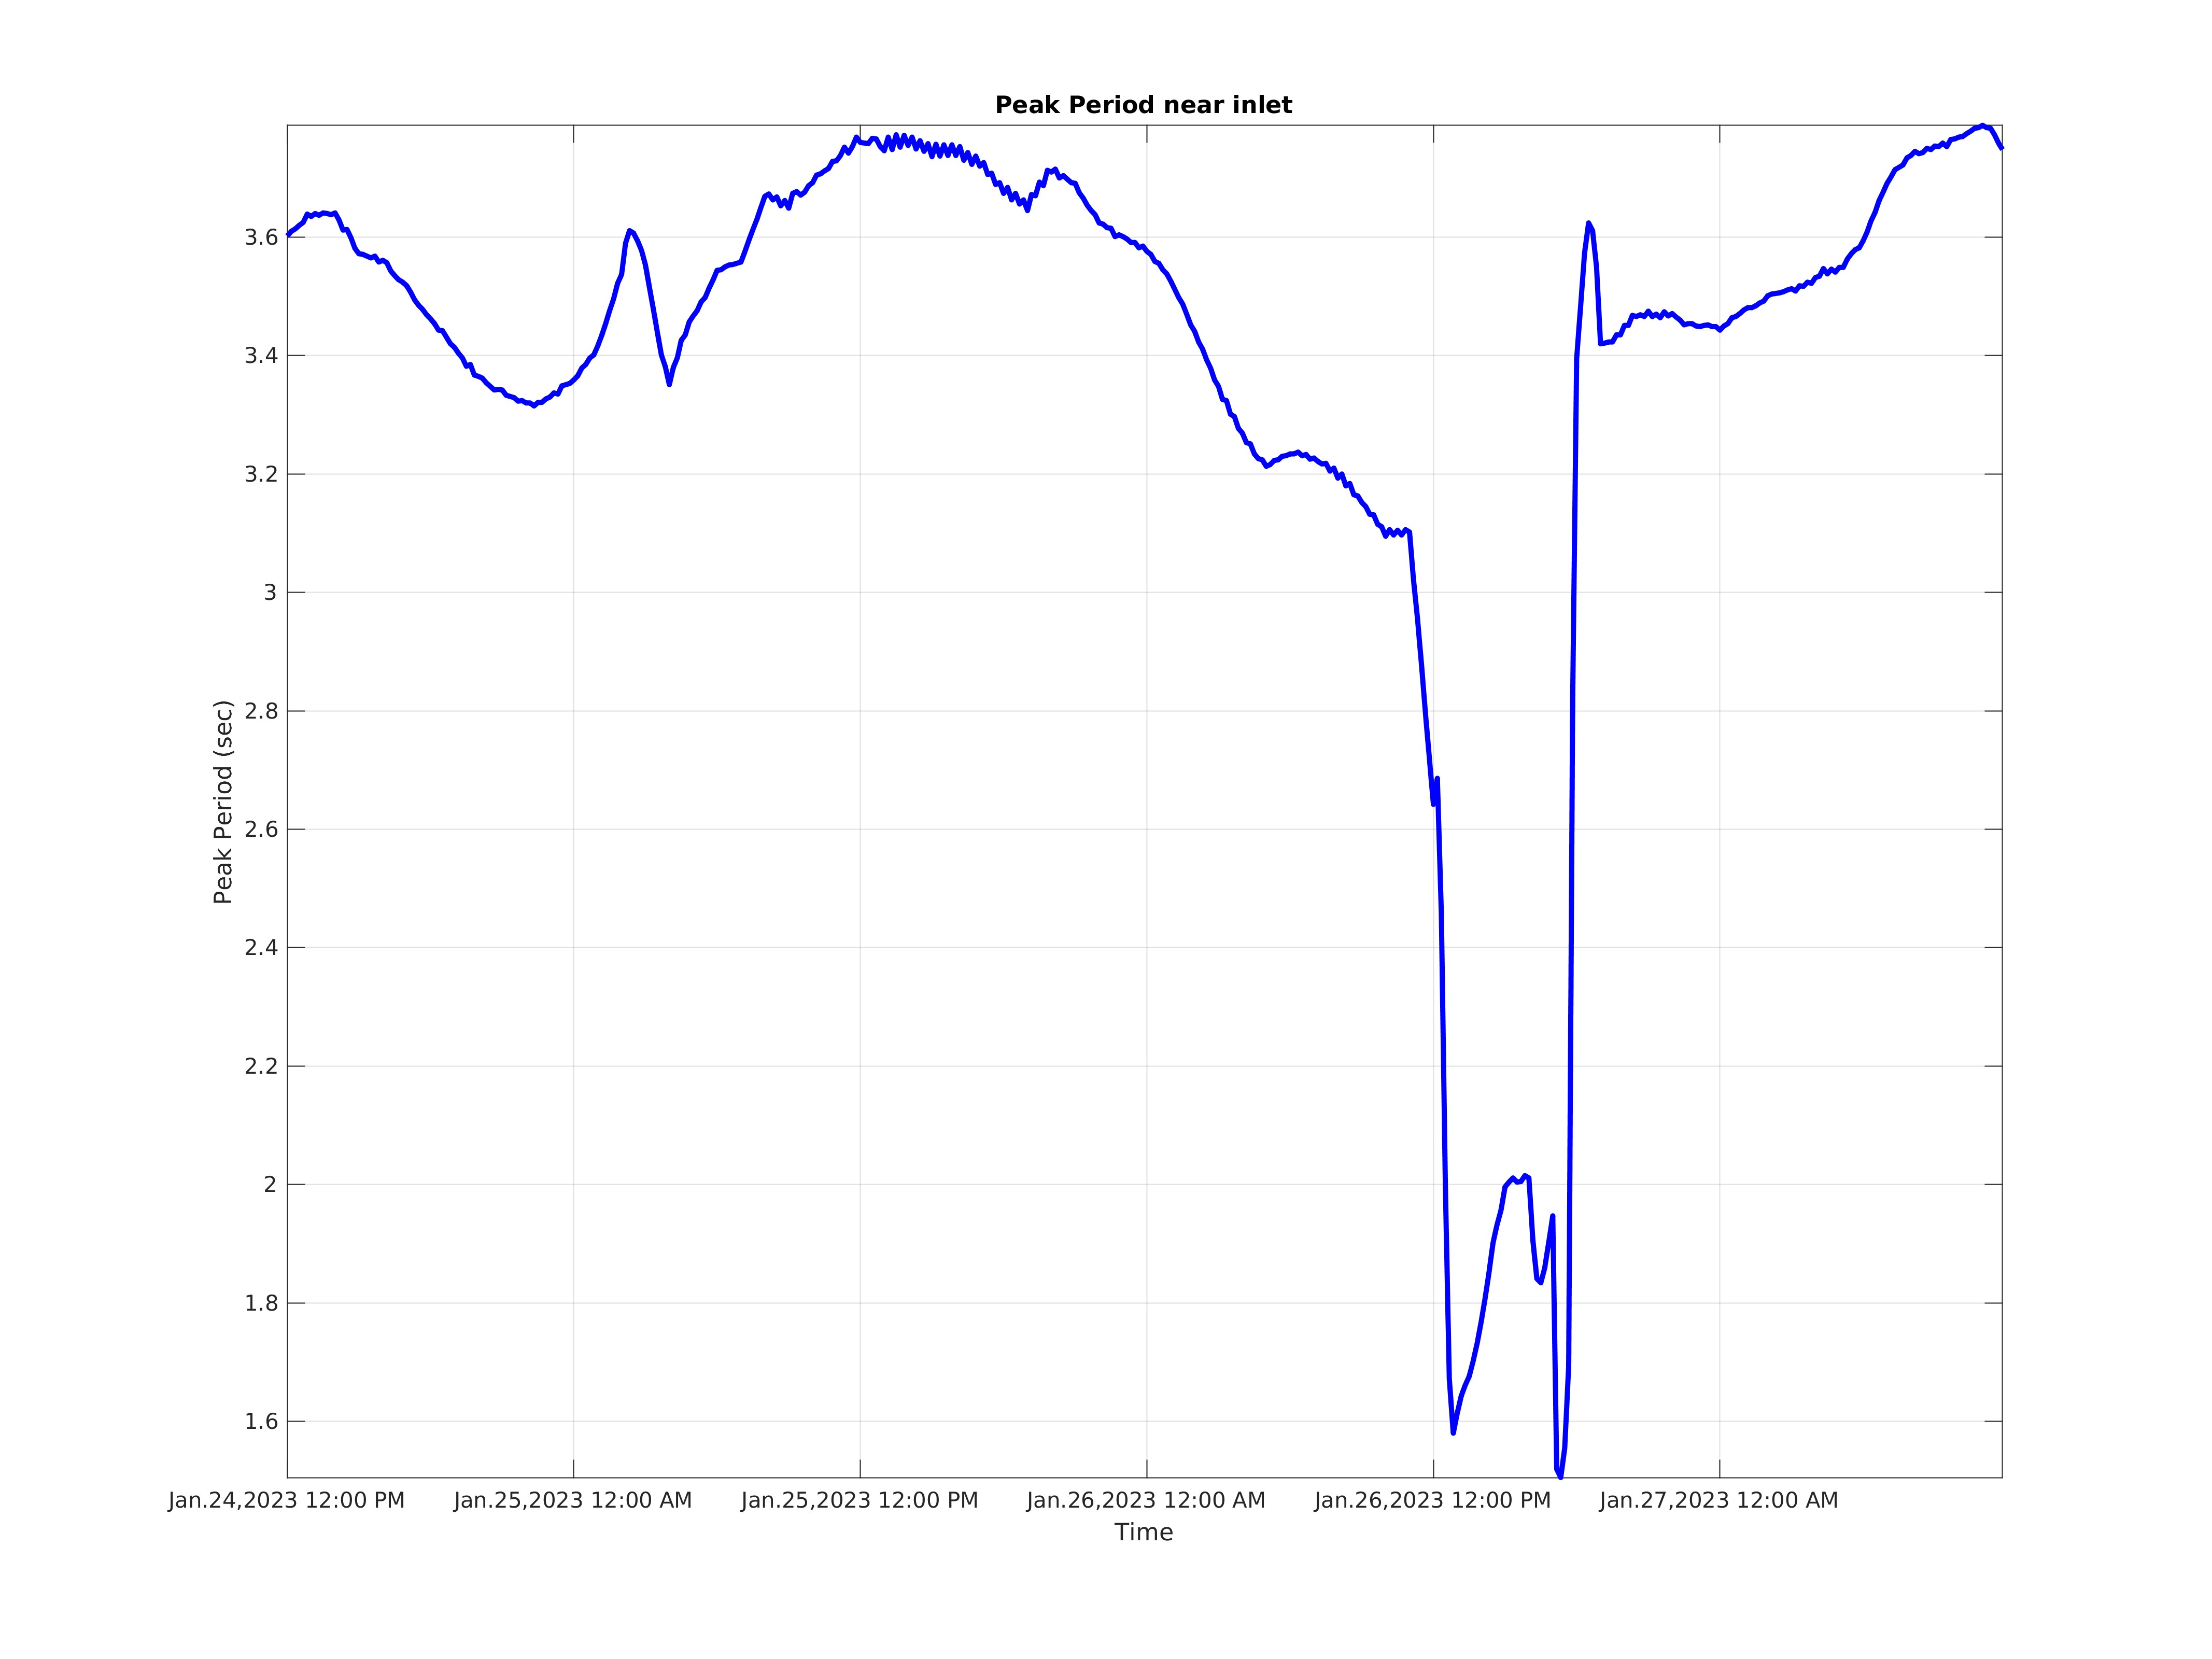 Peak Period near inlet
Peak Period (sec)
3.6
3.4
3.2
3
2.8
2.6
2.4
2.2
2
1.8
1.6
Jan.24,2023 12:00 PM
Jan.25,2023 12:00 AM
Jan.25,2023 12:00 PM
Jan.26,2023 12:00 AM
Jan.26,2023 12:00 PM
Jan.27,2023 12:00 AM
Time